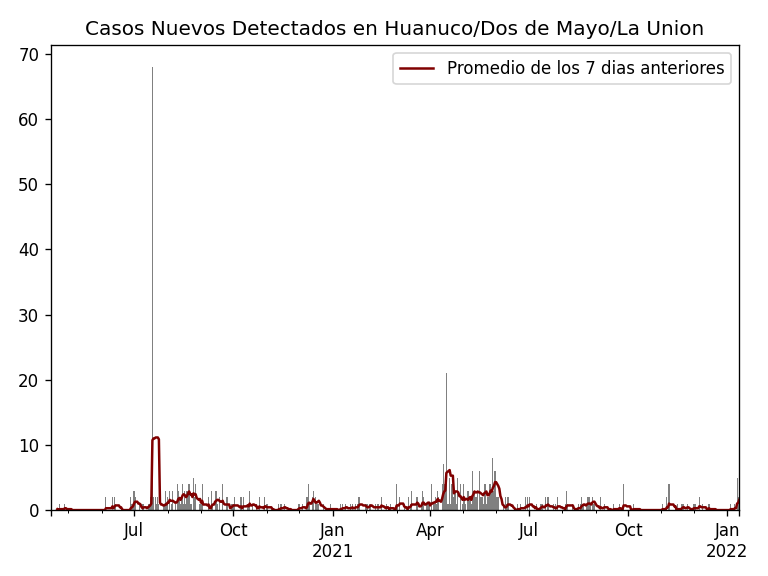 Casos Nuevos Detectados en Huanuco/Dos de Mayo/La Union
Promedio de los 7 dias anteriores
70
60
50
40
30
20
10
0
Jul
Oct
Jan
2021
Apr
Jul
Oct
Jan
2022